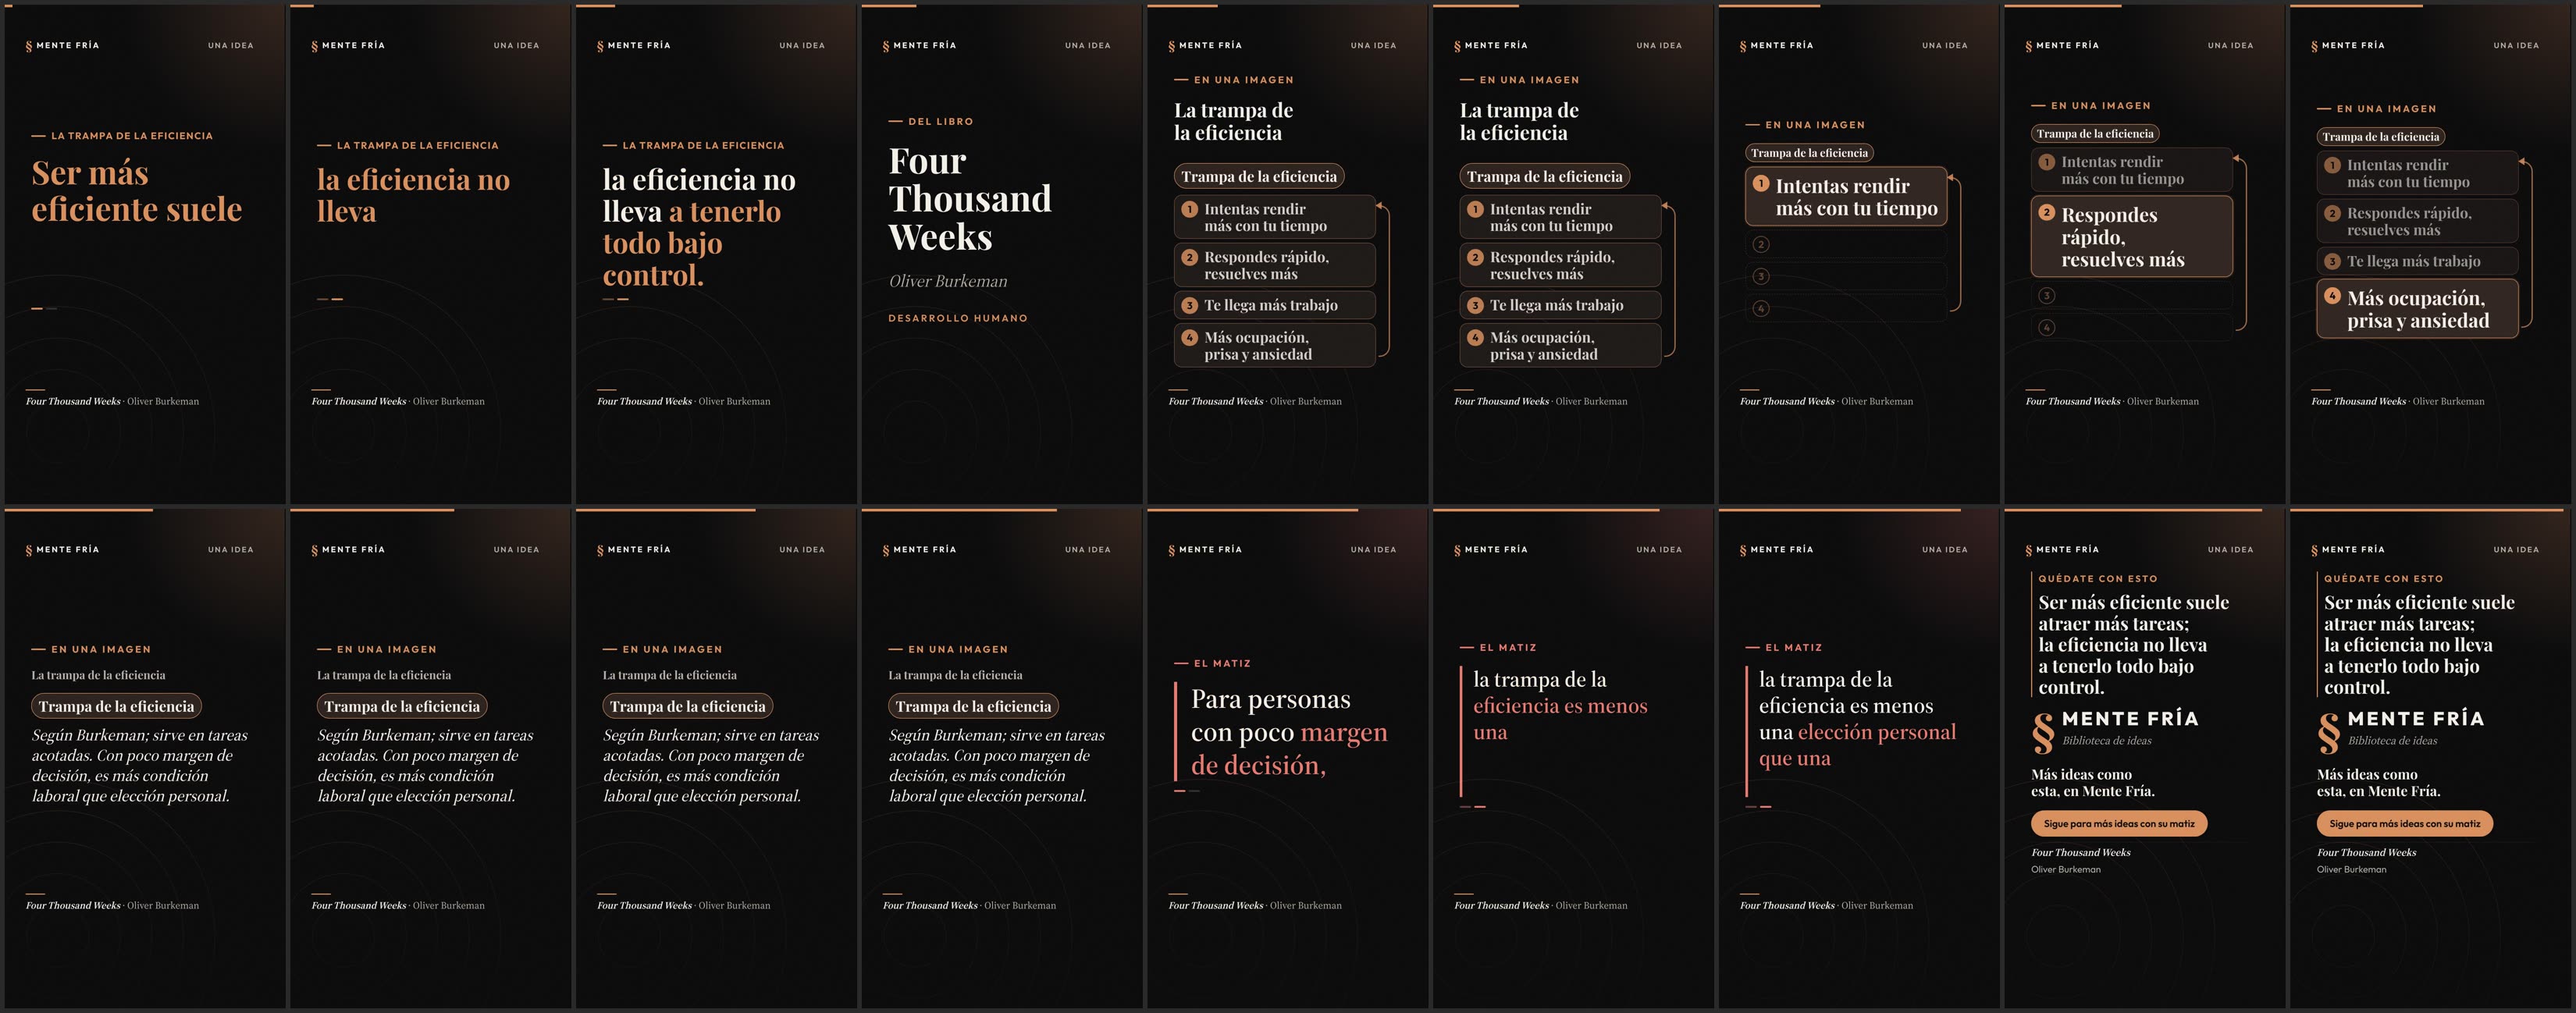 § MENTE FRÍA UNA IDEA
LA TRAMPA DE LA EFICIENCIA
Ser más
eficiente suele
Four Thousand Weeks · Oliver Burkeman
§ MENTE FRÍA UNA IDEA
LA TRAMPA DE LA EFICIENCIA
la eficiencia no
lleva
Four Thousand Weeks · Oliver Burkeman
§ MENTE FRÍA UNA IDEA
LA TRAMPA DE LA EFICIENCIA
la eficiencia no
lleva a tenerlo
todo bajo
control.
Four Thousand Weeks · Oliver Burkeman
§ MENTE FRÍA UNA IDEA
DEL LIBRO
Four
Thousand
Weeks
Oliver Burkeman
DESARROLLO HUMANO
§ MENTE FRÍA UNA IDEA
EN UNA IMAGEN
La trampa de
la eficiencia
Trampa de la eficiencia
1 Intentas rendir
más con tu tiempo
2 Respondes rápido,
resuelves más
3 Te llega más trabajo
4 Más ocupación,
prisa y ansiedad
Four Thousand Weeks · Oliver Burkeman
§ MENTE FRÍA UNA IDEA
EN UNA IMAGEN
La trampa de
la eficiencia
Trampa de la eficiencia
1 Intentas rendir
más con tu tiempo
2 Respondes rápido,
resuelves más
3 Te llega más trabajo
4 Más ocupación,
prisa y ansiedad
Four Thousand Weeks · Oliver Burkeman
§ MENTE FRÍA UNA IDEA
EN UNA IMAGEN
Trampa de la eficiencia
1 Intentas rendir
más con tu tiempo
2
3
4
Four Thousand Weeks · Oliver Burkeman
§ MENTE FRÍA UNA IDEA
EN UNA IMAGEN
Trampa de la eficiencia
1 Intentas rendir
más con tu tiempo
2 Respondes
rápido,
resuelves más
3
4
Four Thousand Weeks · Oliver Burkeman
§ MENTE FRÍA UNA IDEA
EN UNA IMAGEN
Trampa de la eficiencia
1 Intentas rendir
más con tu tiempo
2 Respondes rápido,
resuelves más
3 Te llega más trabajo
4 Más ocupación,
prisa y ansiedad
Four Thousand Weeks · Oliver Burkeman
§ MENTE FRÍA UNA IDEA
EN UNA IMAGEN
La trampa de la eficiencia
Trampa de la eficiencia
Según Burkeman; sirve en tareas
acotadas. Con poco margen de
decisión, es más condición
laboral que elección personal.
Four Thousand Weeks · Oliver Burkeman
§ MENTE FRÍA UNA IDEA
EN UNA IMAGEN
La trampa de la eficiencia
Trampa de la eficiencia
Según Burkeman; sirve en tareas
acotadas. Con poco margen de
decisión, es más condición
laboral que elección personal.
Four Thousand Weeks · Oliver Burkeman
§ MENTE FRÍA UNA IDEA
EN UNA IMAGEN
La trampa de la eficiencia
Trampa de la eficiencia
Según Burkeman; sirve en tareas
acotadas. Con poco margen de
decisión, es más condición
laboral que elección personal.
Four Thousand Weeks · Oliver Burkeman
§ MENTE FRÍA UNA IDEA
EN UNA IMAGEN
La trampa de la eficiencia
Trampa de la eficiencia
Según Burkeman; sirve en tareas
acotadas. Con poco margen de
decisión, es más condición
laboral que elección personal.
Four Thousand Weeks · Oliver Burkeman
§ MENTE FRÍA UNA IDEA
EL MATIZ
Para personas
con poco margen
de decisión,
Four Thousand Weeks · Oliver Burkeman
§ MENTE FRÍA UNA IDEA
EL MATIZ
la trampa de la
eficiencia es menos
una
Four Thousand Weeks · Oliver Burkeman
§ MENTE FRÍA UNA IDEA
EL MATIZ
la trampa de la
eficiencia es menos
una elección personal
que una
Four Thousand Weeks · Oliver Burkeman
§ MENTE FRÍA UNA IDEA
QUÉDATE CON ESTO
Ser más eficiente suele
atraer más tareas;
la eficiencia no lleva
a tenerlo todo bajo
control.
§ MENTE FRÍA
Biblioteca de ideas
Más ideas como
esta, en Mente Fría.
Sigue para más ideas con su matiz
Four Thousand Weeks
Oliver Burkeman
§ MENTE FRÍA UNA IDEA
QUÉDATE CON ESTO
Ser más eficiente suele
atraer más tareas;
la eficiencia no lleva
a tenerlo todo bajo
control.
§ MENTE FRÍA
Biblioteca de ideas
Más ideas como
esta, en Mente Fría.
Sigue para más ideas con su matiz
Four Thousand Weeks
Oliver Burkeman